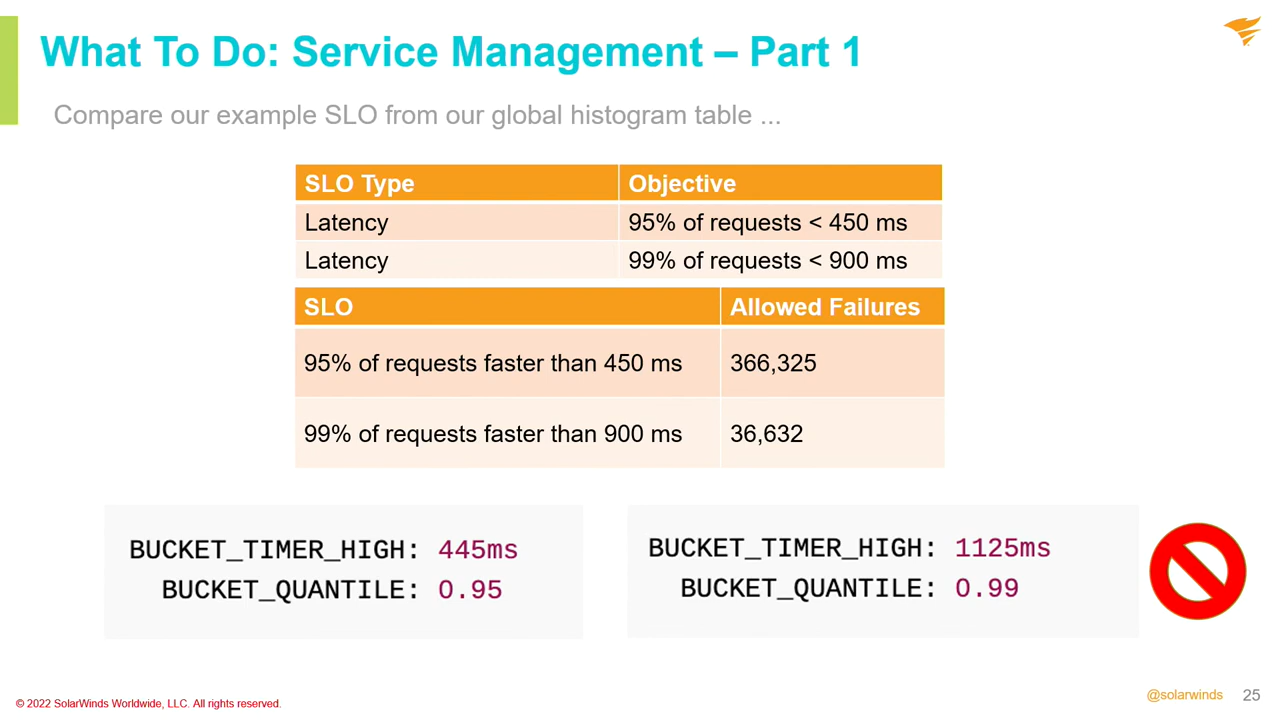 What To Do: Service Management – Part 1
Compare our example SLO from our global histogram table ...
SLO Type Objective
Latency 95% of requests < 450 ms
Latency 99% of requests < 900 ms
SLO Allowed Failures
95% of requests faster than 450 ms 366,325
99% of requests faster than 900 ms 36,632
BUCKET_TIMER_HIGH: 445ms
BUCKET_QUANTILE: 0.95
BUCKET_TIMER_HIGH: 1125ms
BUCKET_QUANTILE: 0.99
© 2022 SolarWinds Worldwide, LLC. All rights reserved.
@solarwinds 25